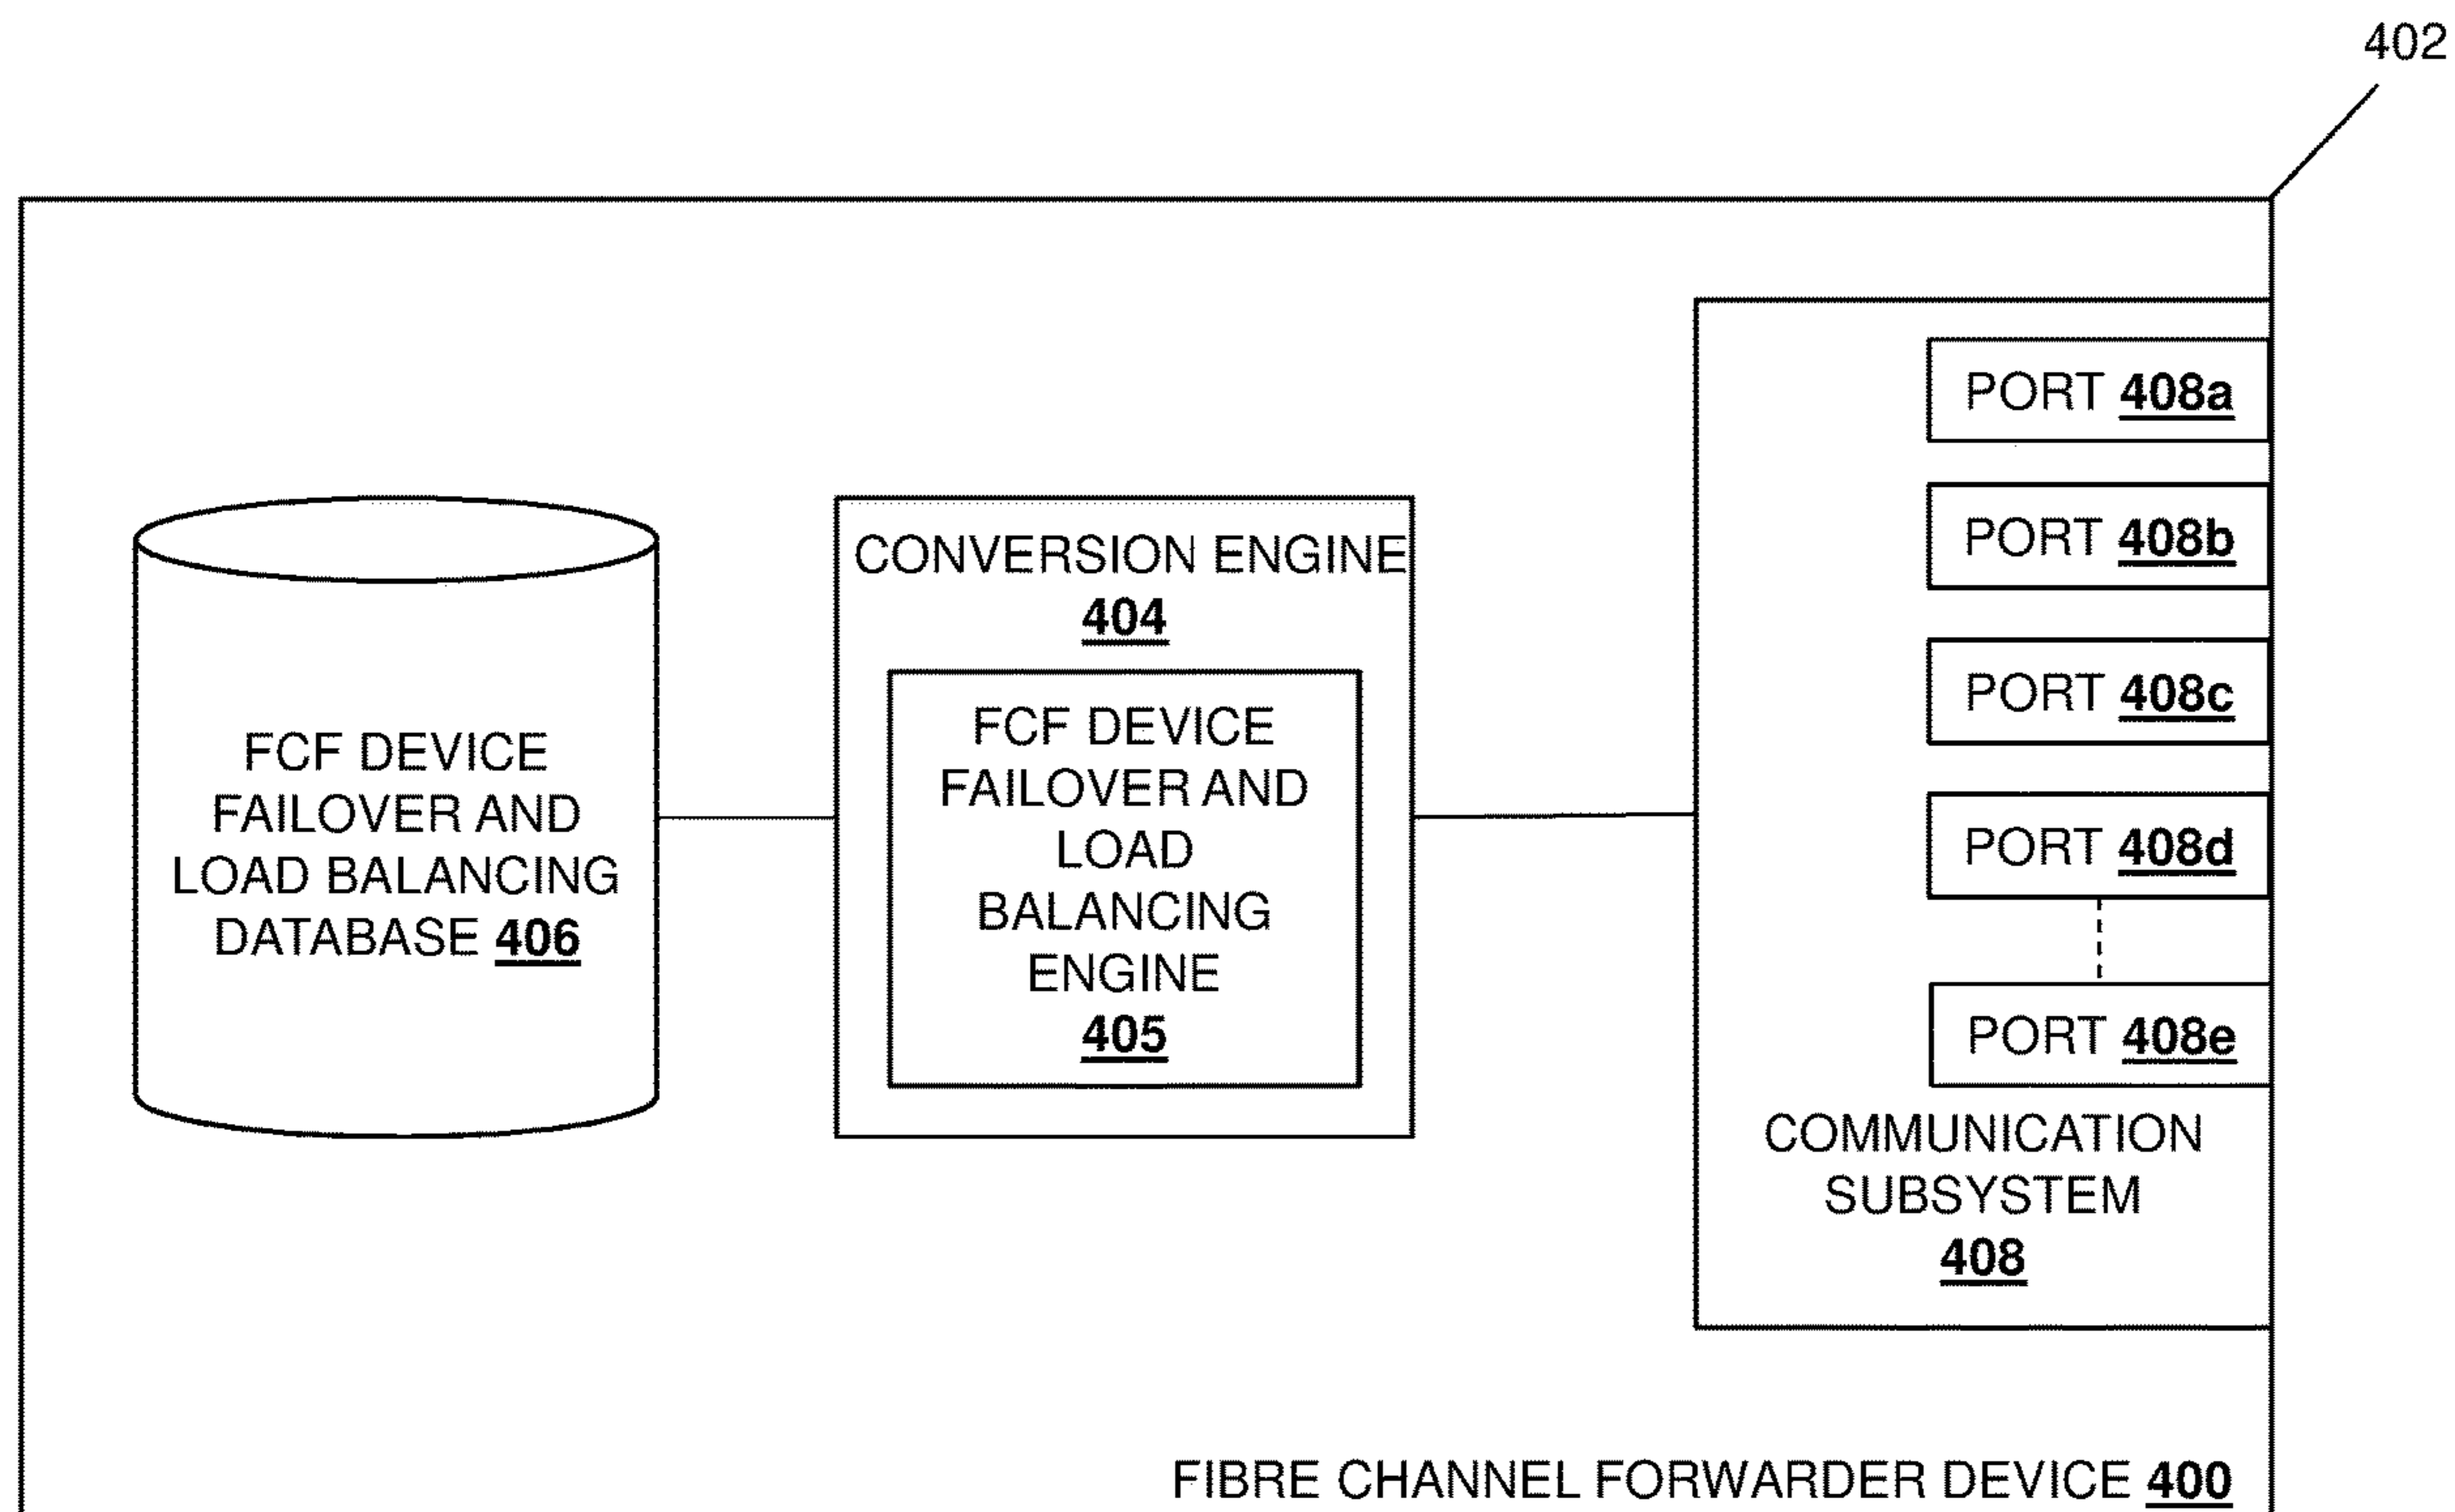 402
PORT 408a
PORT 408b
PORT 408c
PORT 408d
PORT 408e
COMMUNICATION
SUBSYSTEM
408
CONVERSION ENGINE
404
FCF DEVICE
FAILOVER AND
LOAD
BALANCING
ENGINE
405
FCF DEVICE
FAILOVER AND
LOAD BALANCING
DATABASE 406
FIBRE CHANNEL FORWARDER DEVICE 400